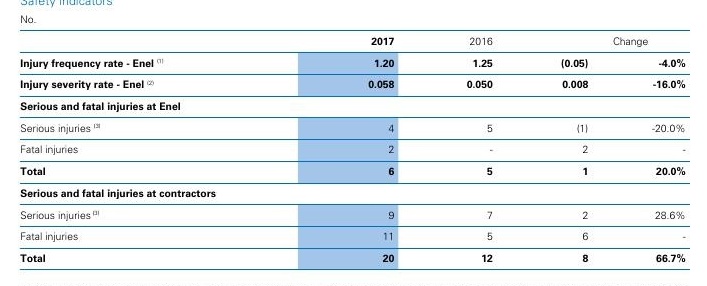 Safety indicators
No.
2017 2016 Change
Injury frequency rate - Enel (1) 1.20 1.25 (0.05) -4.0%
Injury severity rate - Enel (2) 0.058 0.050 0.008 -16.0%
Serious and fatal injuries at Enel
Serious injuries (3) 4 5 (1) -20.0%
Fatal injuries 2 - 2 -
Total 6 5 1 20.0%
Serious and fatal injuries at contractors
Serious injuries (3) 9 7 2 28.6%
Fatal injuries 11 5 6 -
Total 20 12 8 66.7%